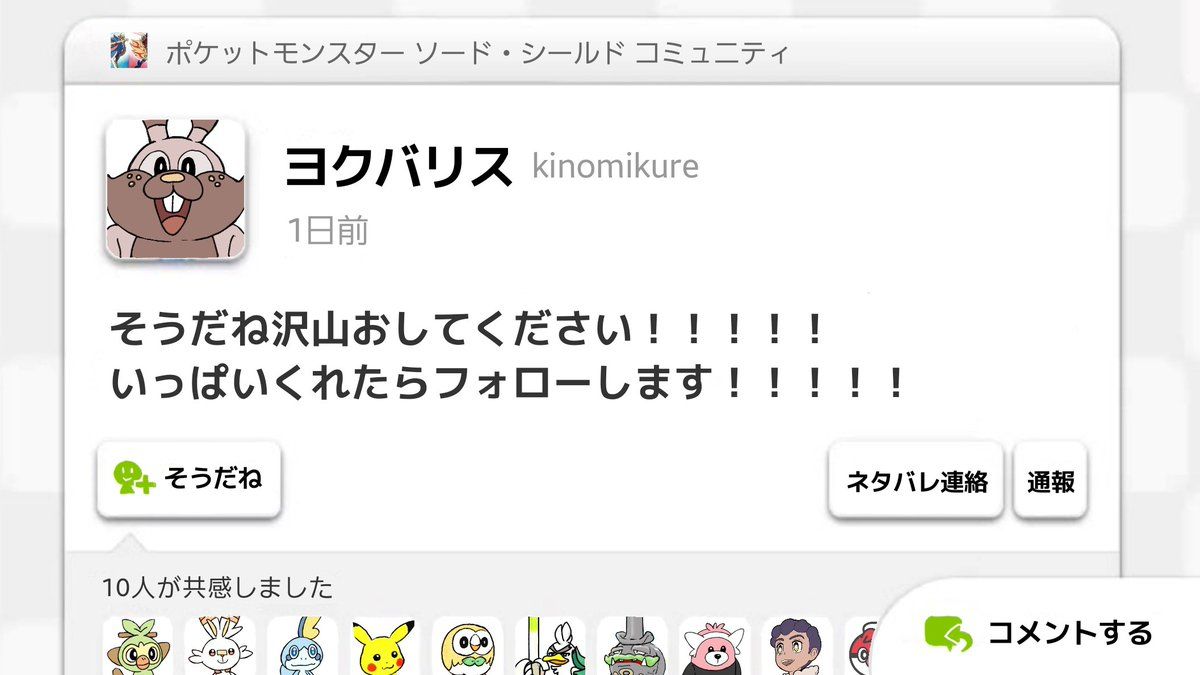 ポケットモンスター ソード・シールド コミュニティ
ヨクバリス kinomikure
1日前
そうだね沢山おしてください！！！！！
いっぱいくれたらフォローします！！！！！
そうだね
ネタバレ連絡
通報
10人が共感しました
コメントする